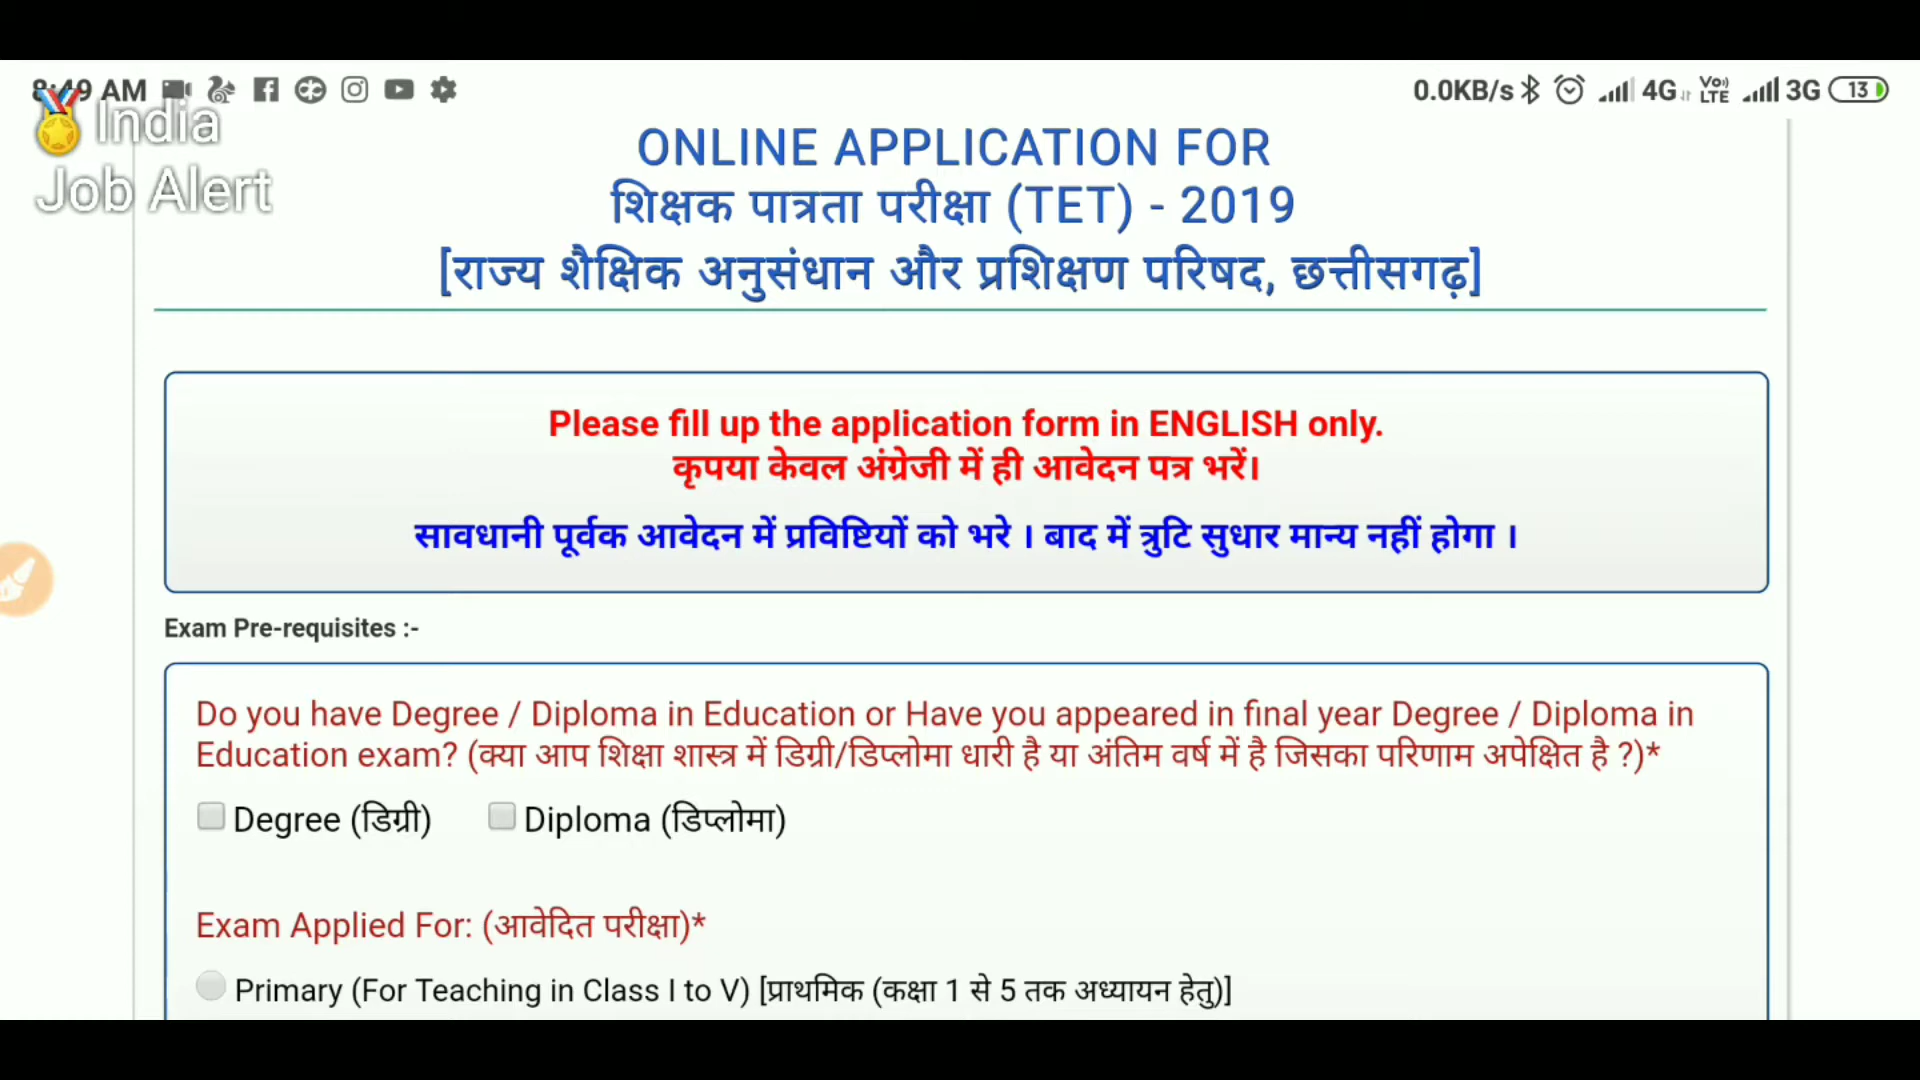 8:49 AM
0.0KB/s 4G Vo)) LTE 3G 13
India
Job Alert
ONLINE APPLICATION FOR
शिक्षक पात्रता परीक्षा (TET) - 2019
[राज्य शैक्षिक अनुसंधान और प्रशिक्षण परिषद, छत्तीसगढ़]
Please fill up the application form in ENGLISH only.
कृपया केवल अंग्रेजी में ही आवेदन पत्र भरें।
सावधानी पूर्वक आवेदन में प्रविष्टियों को भरे । बाद में त्रुटि सुधार मान्य नहीं होगा ।
Exam Pre-requisites :-
Do you have Degree / Diploma in Education or Have you appeared in final year Degree / Diploma in
Education exam? (क्या आप शिक्षा शास्त्र में डिग्री/डिप्लोमा धारी है या अंतिम वर्ष में है जिसका परिणाम अपेक्षित है ?)*
Degree (डिग्री) Diploma (डिप्लोमा)
Exam Applied For: (आवेदित परीक्षा)*
Primary (For Teaching in Class I to V) [प्राथमिक (कक्षा 1 से 5 तक अध्यायन हेतु)]